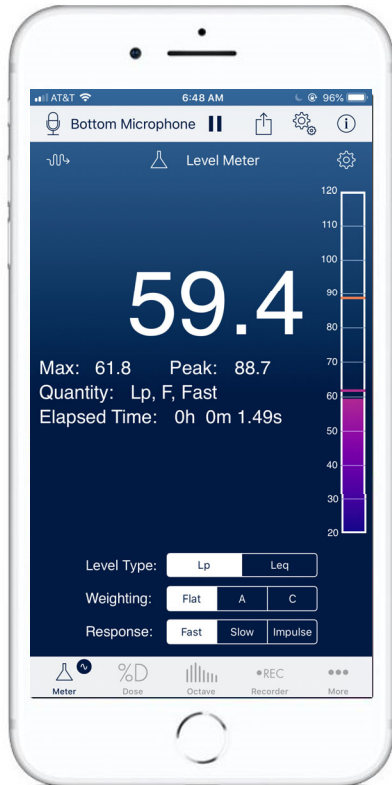 AT&T 6:48 AM 96%
Bottom Microphone
Level Meter
120
110
100
90
80
70
60
50
40
30
20
59.4
Max: 61.8 Peak: 88.7
Quantity: Lp, F, Fast
Elapsed Time: 0h 0m 1.49s
Level Type: Lp Leq
Weighting: Flat A C
Response: Fast Slow Impulse
%D •REC
Meter Dose Octave Recorder More